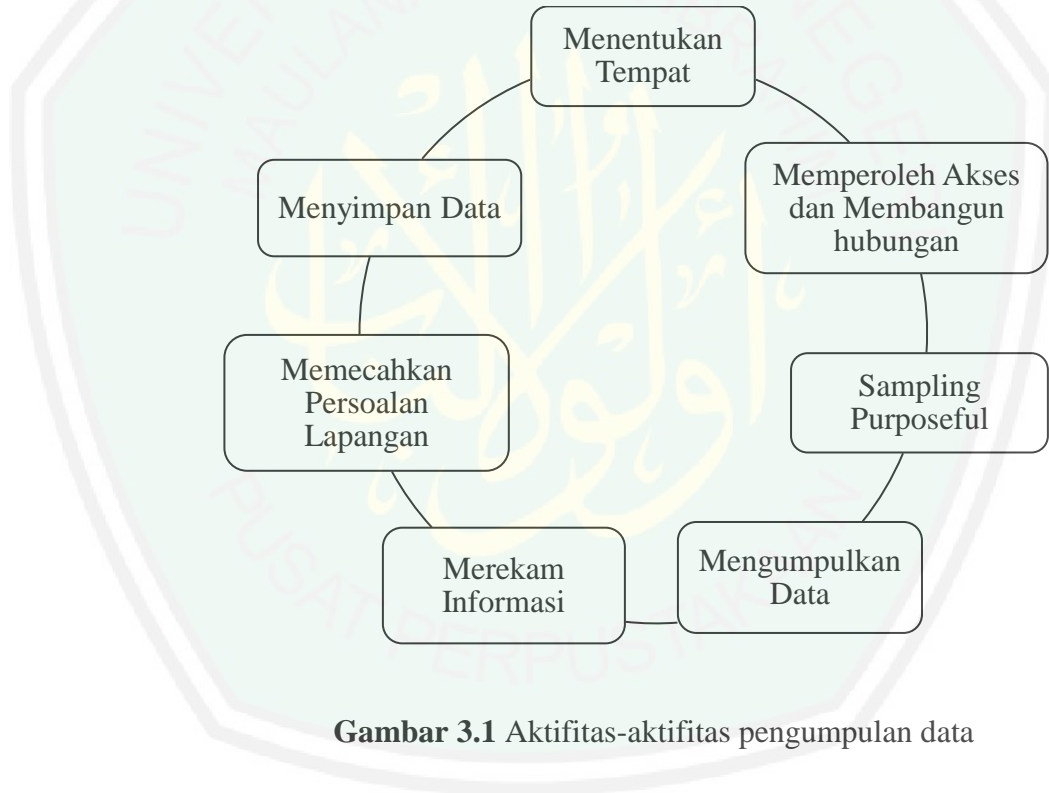 Menentukan
Tempat
Memperoleh Akses
dan Membangun
hubungan
Sampling
Purposeful
Mengumpulkan
Data
Merekam
Informasi
Memecahkan
Persoalan
Lapangan
Menyimpan Data
Gambar 3.1 Aktifitas-aktifitas pengumpulan data